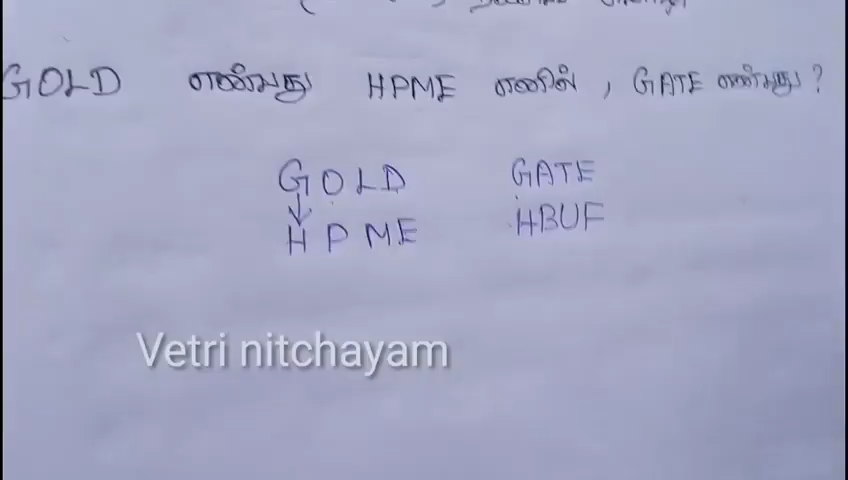 GOLD என்பது HPME எனில் , GATE என்பது ?
GOLD GATE
HPME HBUF
Vetri nitchayam